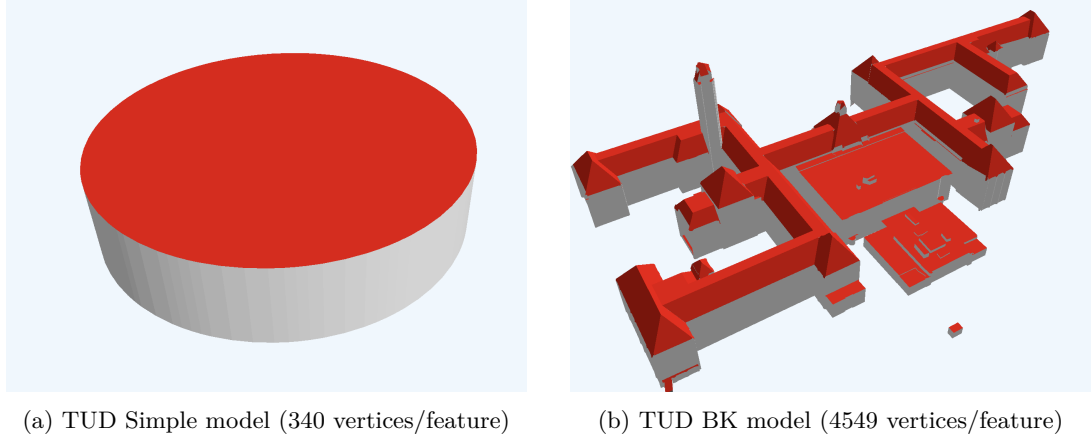 (a) TUD Simple model (340 vertices/feature)
(b) TUD BK model (4549 vertices/feature)